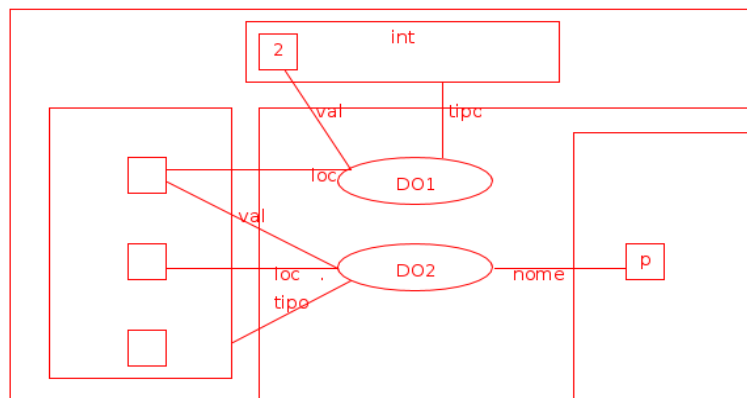 int
2
val
tipc
loc
DO1
val
DO2
p
loc .
nome
tipo